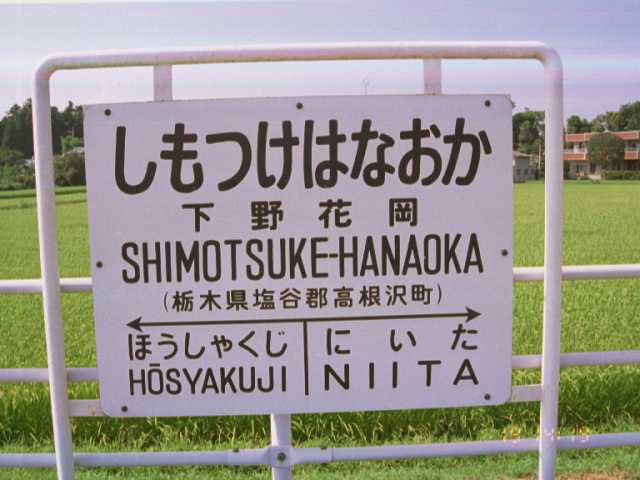 しもつけはなおか
下野花岡
SHIMOTSUKE-HANAOKA
(栃木県塩谷郡高根沢町)
ほうしゃくじ にいた
HŌSYAKUJI NIITA